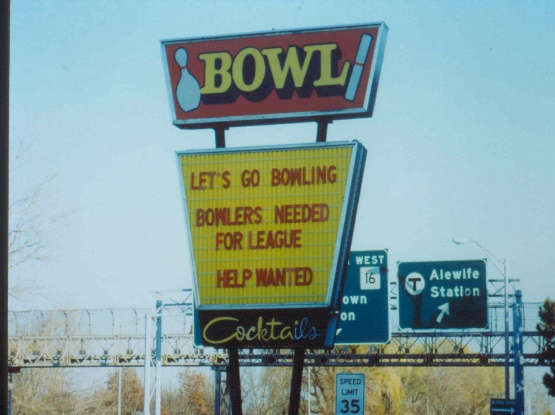 BOWL
LET'S GO BOWLING
BOWLERS NEEDED
FOR LEAGUE
HELP WANTED
Cocktails
WEST
16
own
on
T Alewife
Station
SPEED
LIMIT
35